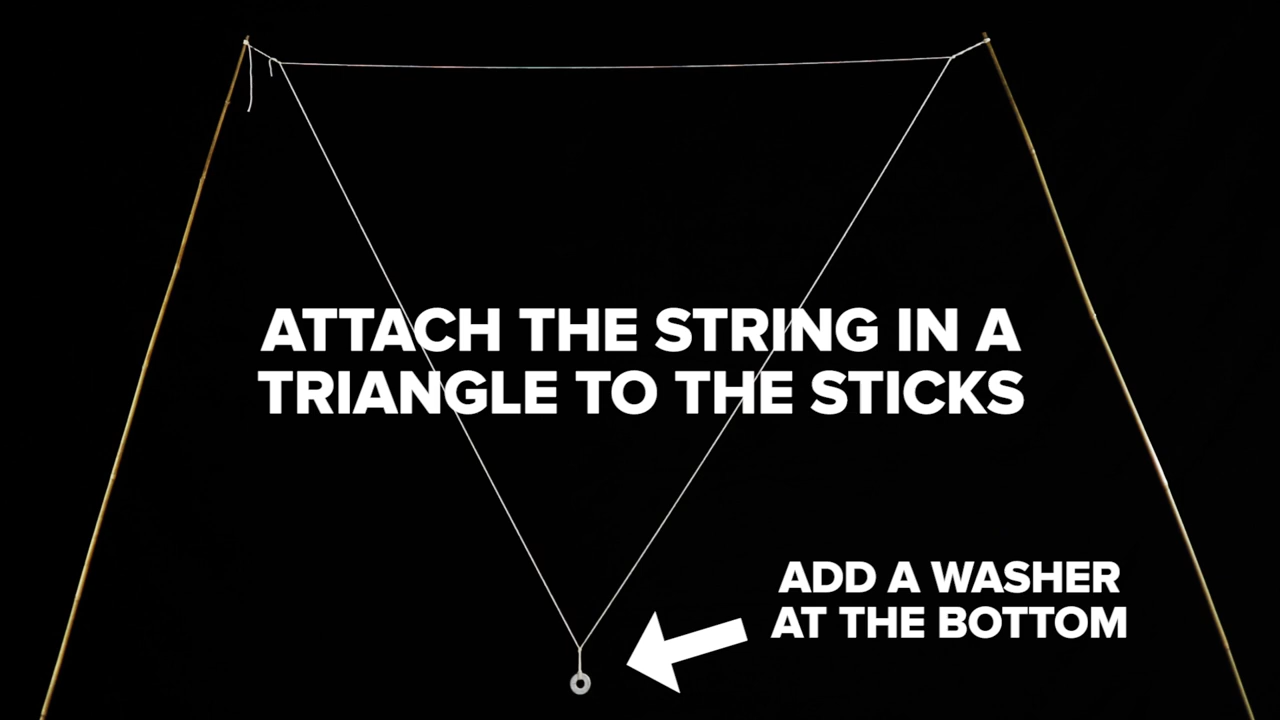 ATTACH THE STRING IN A
TRIANGLE TO THE STICKS
ADD A WASHER
AT THE BOTTOM